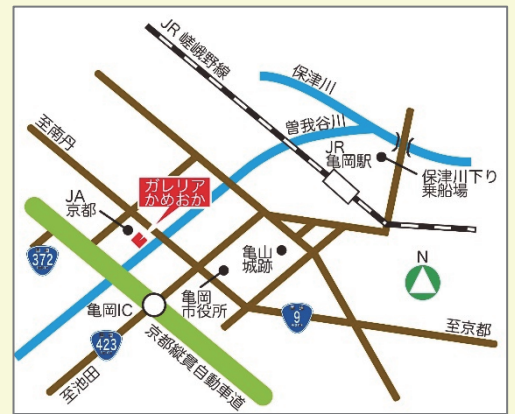 JR 嵯峨野線
保津川
曽我谷川
至南丹
JR
亀岡駅
保津川下り
乗船場
ガレリア
かめおか
JA
京都
亀山
城跡
N
372
亀岡IC
亀岡
市役所
9
至京都
423
京都縦貫自動車道
至池田